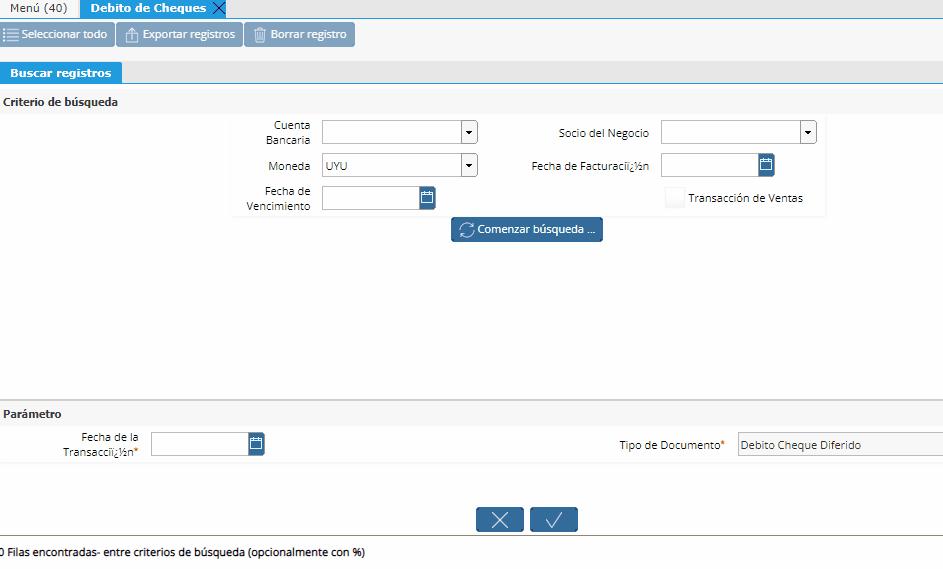 Menú (40)
Debito de Cheques
Seleccionar todo
Exportar registros
Borrar registro
Buscar registros
Criterio de búsqueda
Cuenta
Bancaria
Socio del Negocio
Moneda
UYU
Fecha de Facturaciï¿½n
Fecha de
Vencimiento
Transacción de Ventas
Comenzar búsqueda ...
Parámetro
Fecha de la
Transacciï¿½n*
Tipo de Documento*
Debito Cheque Diferido
0 Filas encontradas- entre criterios de búsqueda (opcionalmente con %)